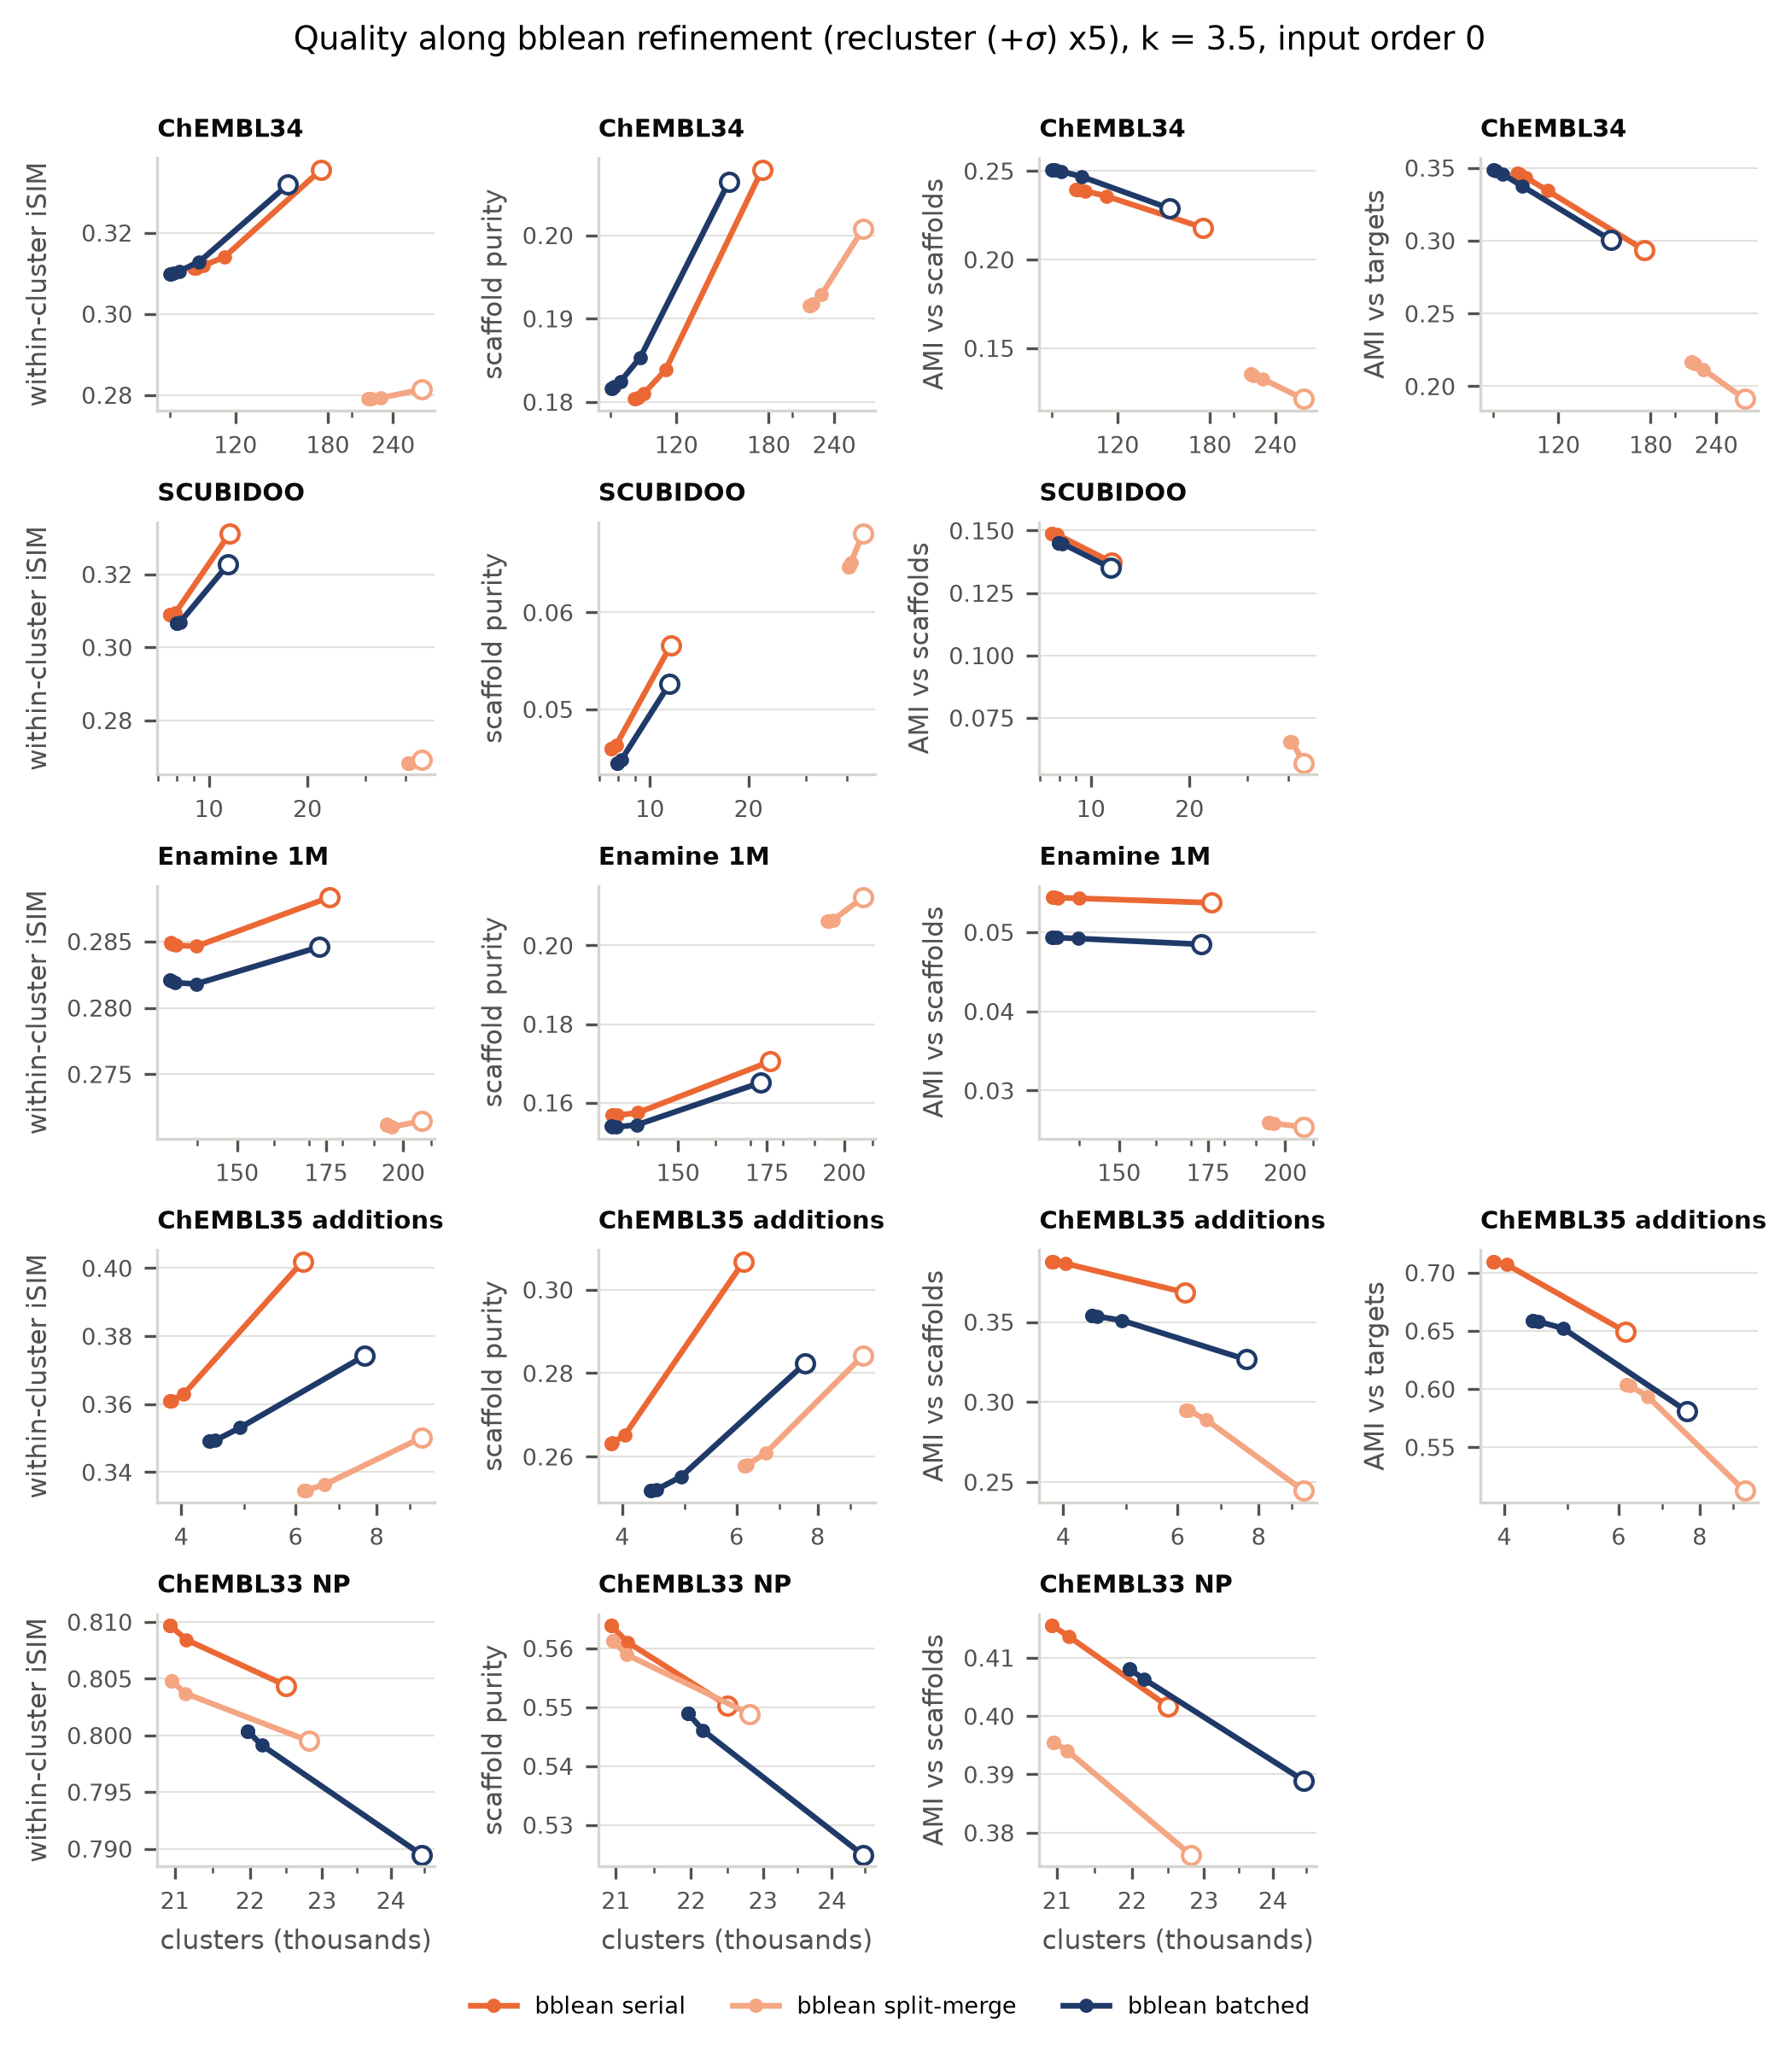 Quality along bblean refinement (recluster (+σ) x5), k = 3.5, input order 0
ChEMBL34
within-cluster iSIM
0.32
0.30
0.28
120 180 240
ChEMBL34
scaffold purity
0.20
0.19
0.18
120 180 240
ChEMBL34
AMI vs scaffolds
0.25
0.20
0.15
120 180 240
ChEMBL34
AMI vs targets
0.35
0.30
0.25
0.20
120 180 240
SCUBIDOO
within-cluster iSIM
0.32
0.30
0.28
10 20
SCUBIDOO
scaffold purity
0.06
0.05
10 20
SCUBIDOO
AMI vs scaffolds
0.150
0.125
0.100
0.075
10 20
Enamine 1M
within-cluster iSIM
0.285
0.280
0.275
150 175 200
Enamine 1M
scaffold purity
0.20
0.18
0.16
150 175 200
Enamine 1M
AMI vs scaffolds
0.05
0.04
0.03
150 175 200
ChEMBL35 additions
within-cluster iSIM
0.40
0.38
0.36
0.34
4 6 8
ChEMBL35 additions
scaffold purity
0.30
0.28
0.26
4 6 8
ChEMBL35 additions
AMI vs scaffolds
0.35
0.30
0.25
4 6 8
ChEMBL35 additions
AMI vs targets
0.70
0.65
0.60
0.55
4 6 8
ChEMBL33 NP
within-cluster iSIM
0.810
0.805
0.800
0.795
0.790
21 22 23 24
clusters (thousands)
ChEMBL33 NP
scaffold purity
0.56
0.55
0.54
0.53
21 22 23 24
clusters (thousands)
ChEMBL33 NP
AMI vs scaffolds
0.41
0.40
0.39
0.38
21 22 23 24
clusters (thousands)
bblean serial bblean split-merge bblean batched